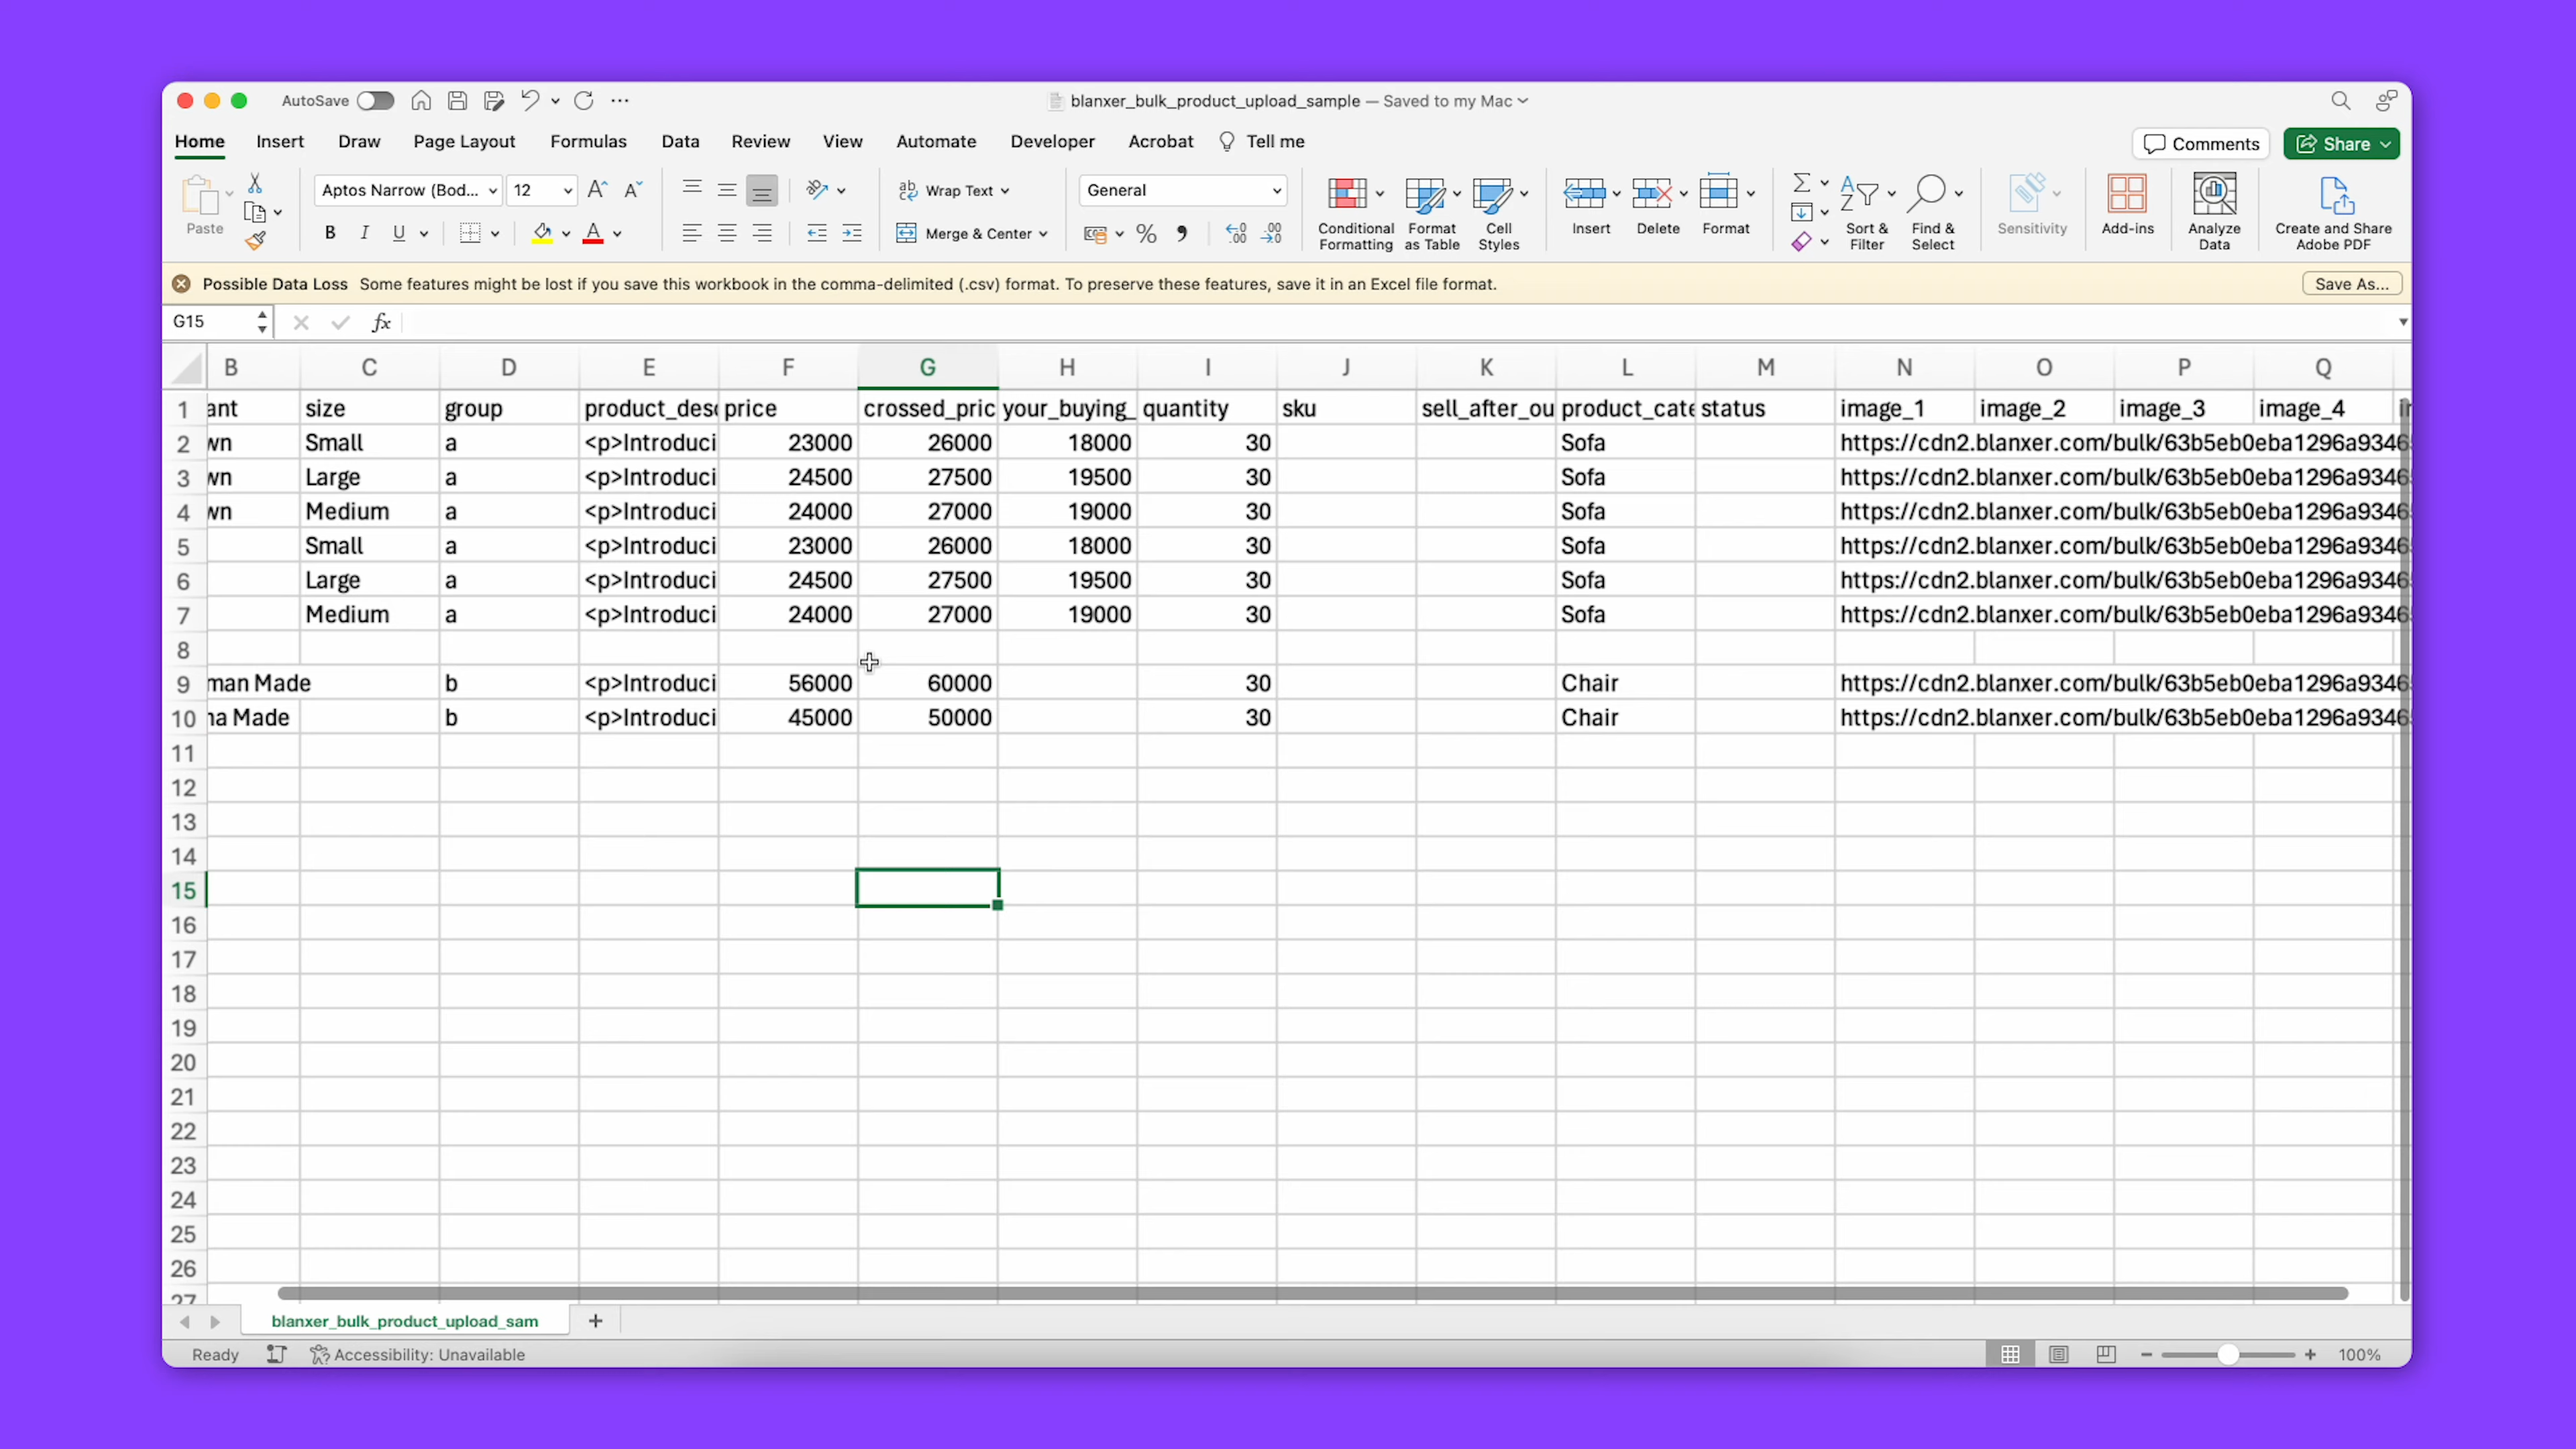 AutoSave
blanxer_bulk_product_upload_sample — Saved to my Mac
Home Insert Draw Page Layout Formulas Data Review View Automate Developer Acrobat Tell me
Comments Share
Paste
Aptos Narrow (Bod... 12
B I U
Wrap Text
Merge & Center
General
Conditional Formatting
Format as Table
Cell Styles
Insert Delete Format
Sort & Filter
Find & Select
Sensitivity
Add-ins
Analyze Data
Create and Share Adobe PDF
Possible Data Loss Some features might be lost if you save this workbook in the comma-delimited (.csv) format. To preserve these features, save it in an Excel file format. Save As...
G15 fx
B C D E F G H I J K L M N O P Q
1 ant size group product_desc price crossed_pric your_buying_ quantity sku sell_after_ou product_cate status image_1 image_2 image_3 image_4
2 wn Small a <p>Introduci 23000 26000 18000 30 Sofa https://cdn2.blanxer.com/bulk/63b5eb0eba1296a9346
3 wn Large a <p>Introduci 24500 27500 19500 30 Sofa https://cdn2.blanxer.com/bulk/63b5eb0eba1296a9346
4 wn Medium a <p>Introduci 24000 27000 19000 30 Sofa https://cdn2.blanxer.com/bulk/63b5eb0eba1296a9346
5 Small a <p>Introduci 23000 26000 18000 30 Sofa https://cdn2.blanxer.com/bulk/63b5eb0eba1296a9346
6 Large a <p>Introduci 24500 27500 19500 30 Sofa https://cdn2.blanxer.com/bulk/63b5eb0eba1296a9346
7 Medium a <p>Introduci 24000 27000 19000 30 Sofa https://cdn2.blanxer.com/bulk/63b5eb0eba1296a9346
8
9 man Made b <p>Introduci 56000 60000 30 Chair https://cdn2.blanxer.com/bulk/63b5eb0eba1296a9346
10 na Made b <p>Introduci 45000 50000 30 Chair https://cdn2.blanxer.com/bulk/63b5eb0eba1296a9346
11
12
13
14
15
16
17
18
19
20
21
22
23
24
25
26
27
blanxer_bulk_product_upload_sam
Ready Accessibility: Unavailable 100%